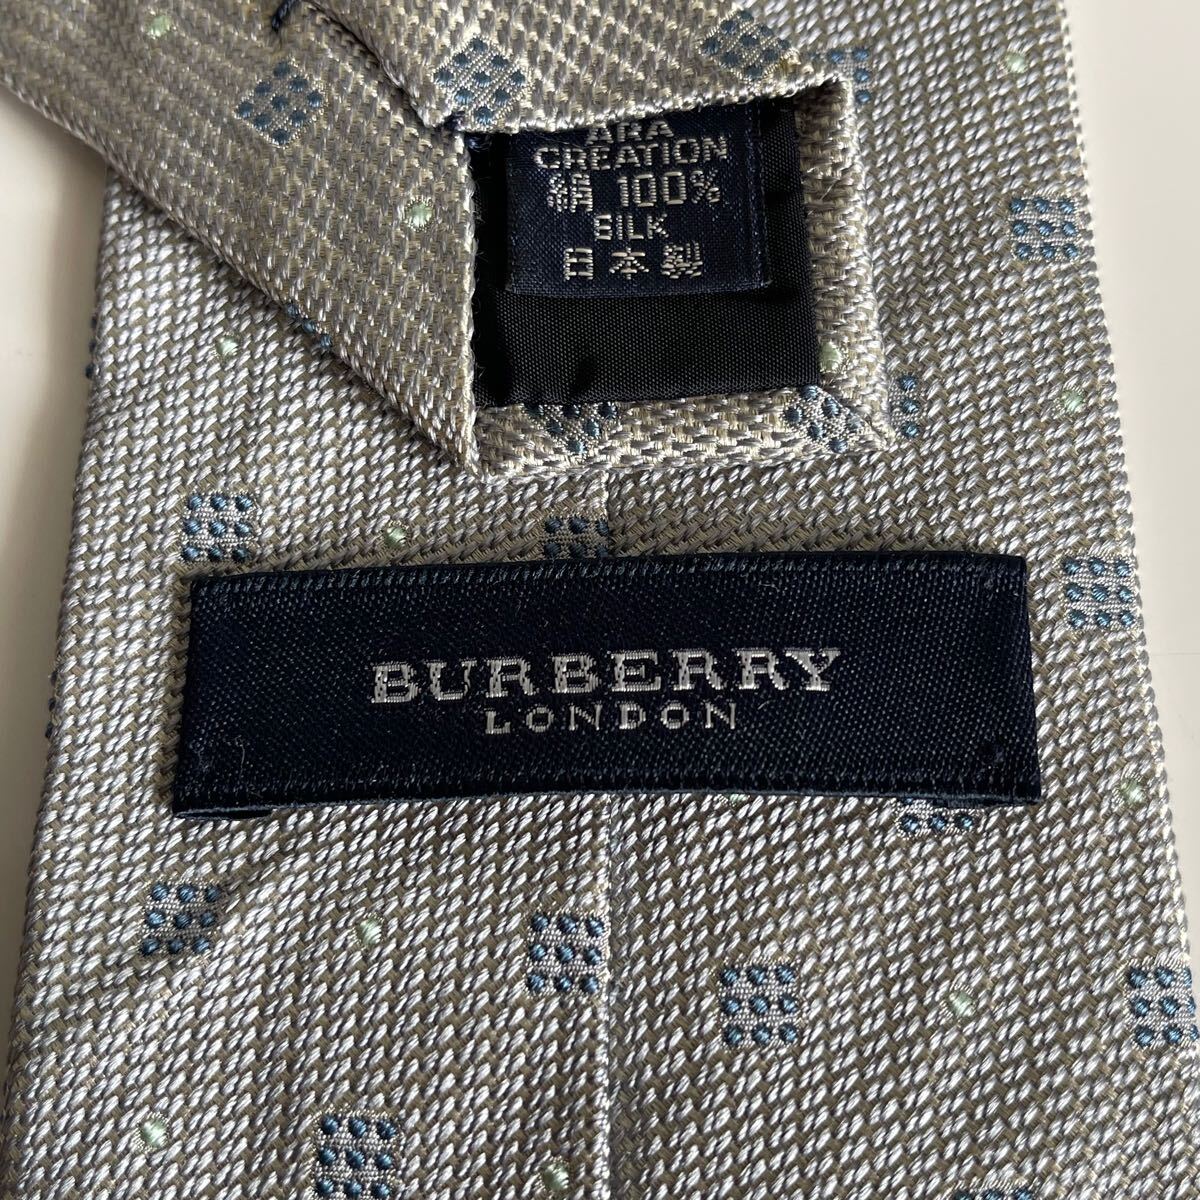 ARA
CREATION
絹 100%
SILK
日本製
BURBERRY
LONDON